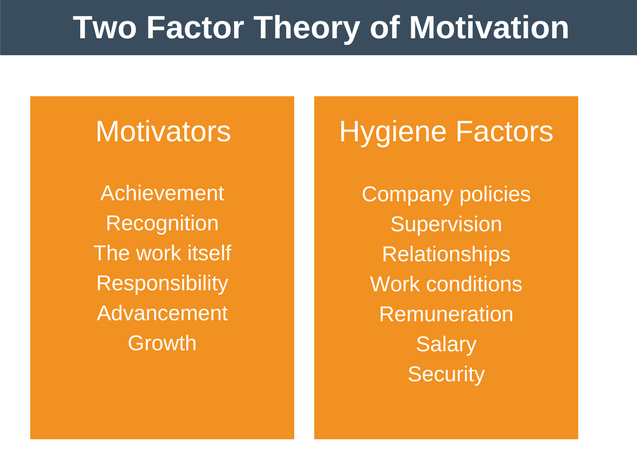 Two Factor Theory of Motivation
Motivators
Achievement
Recognition
The work itself
Responsibility
Advancement
Growth
Hygiene Factors
Company policies
Supervision
Relationships
Work conditions
Remuneration
Salary
Security